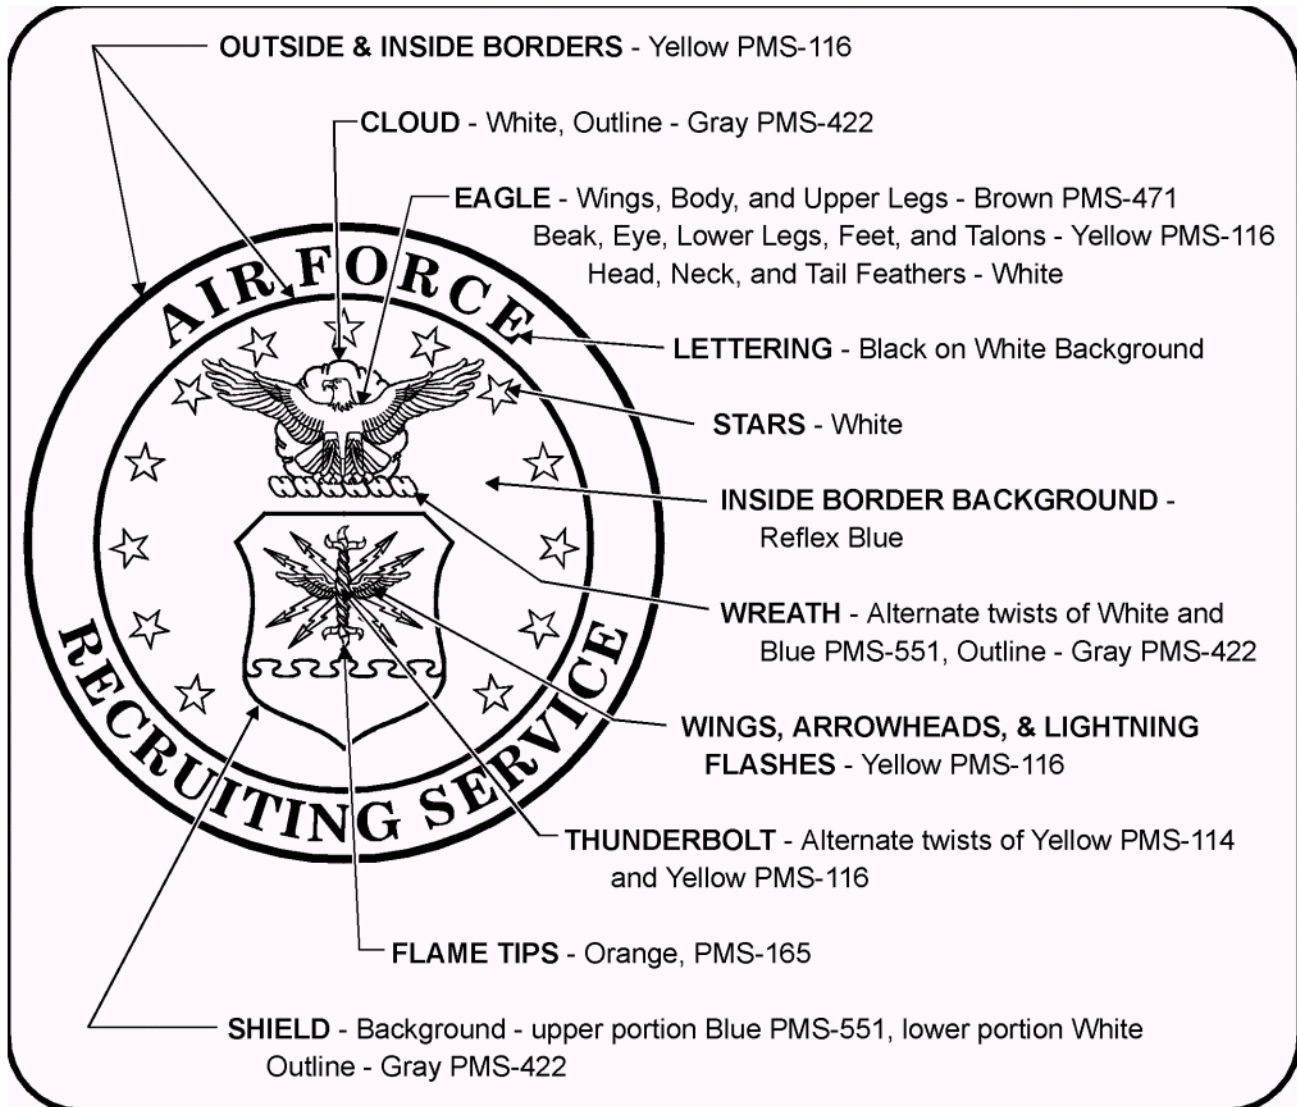 OUTSIDE & INSIDE BORDERS - Yellow PMS-116
CLOUD - White, Outline - Gray PMS-422
EAGLE - Wings, Body, and Upper Legs - Brown PMS-471
Beak, Eye, Lower Legs, Feet, and Talons - Yellow PMS-116
Head, Neck, and Tail Feathers - White
AIR FORCE
LETTERING - Black on White Background
STARS - White
INSIDE BORDER BACKGROUND -
Reflex Blue
WREATH - Alternate twists of White and
Blue PMS-551, Outline - Gray PMS-422
RECRUITING SERVICE
WINGS, ARROWHEADS, & LIGHTNING
FLASHES - Yellow PMS-116
THUNDERBOLT - Alternate twists of Yellow PMS-114
and Yellow PMS-116
FLAME TIPS - Orange, PMS-165
SHIELD - Background - upper portion Blue PMS-551, lower portion White
Outline - Gray PMS-422